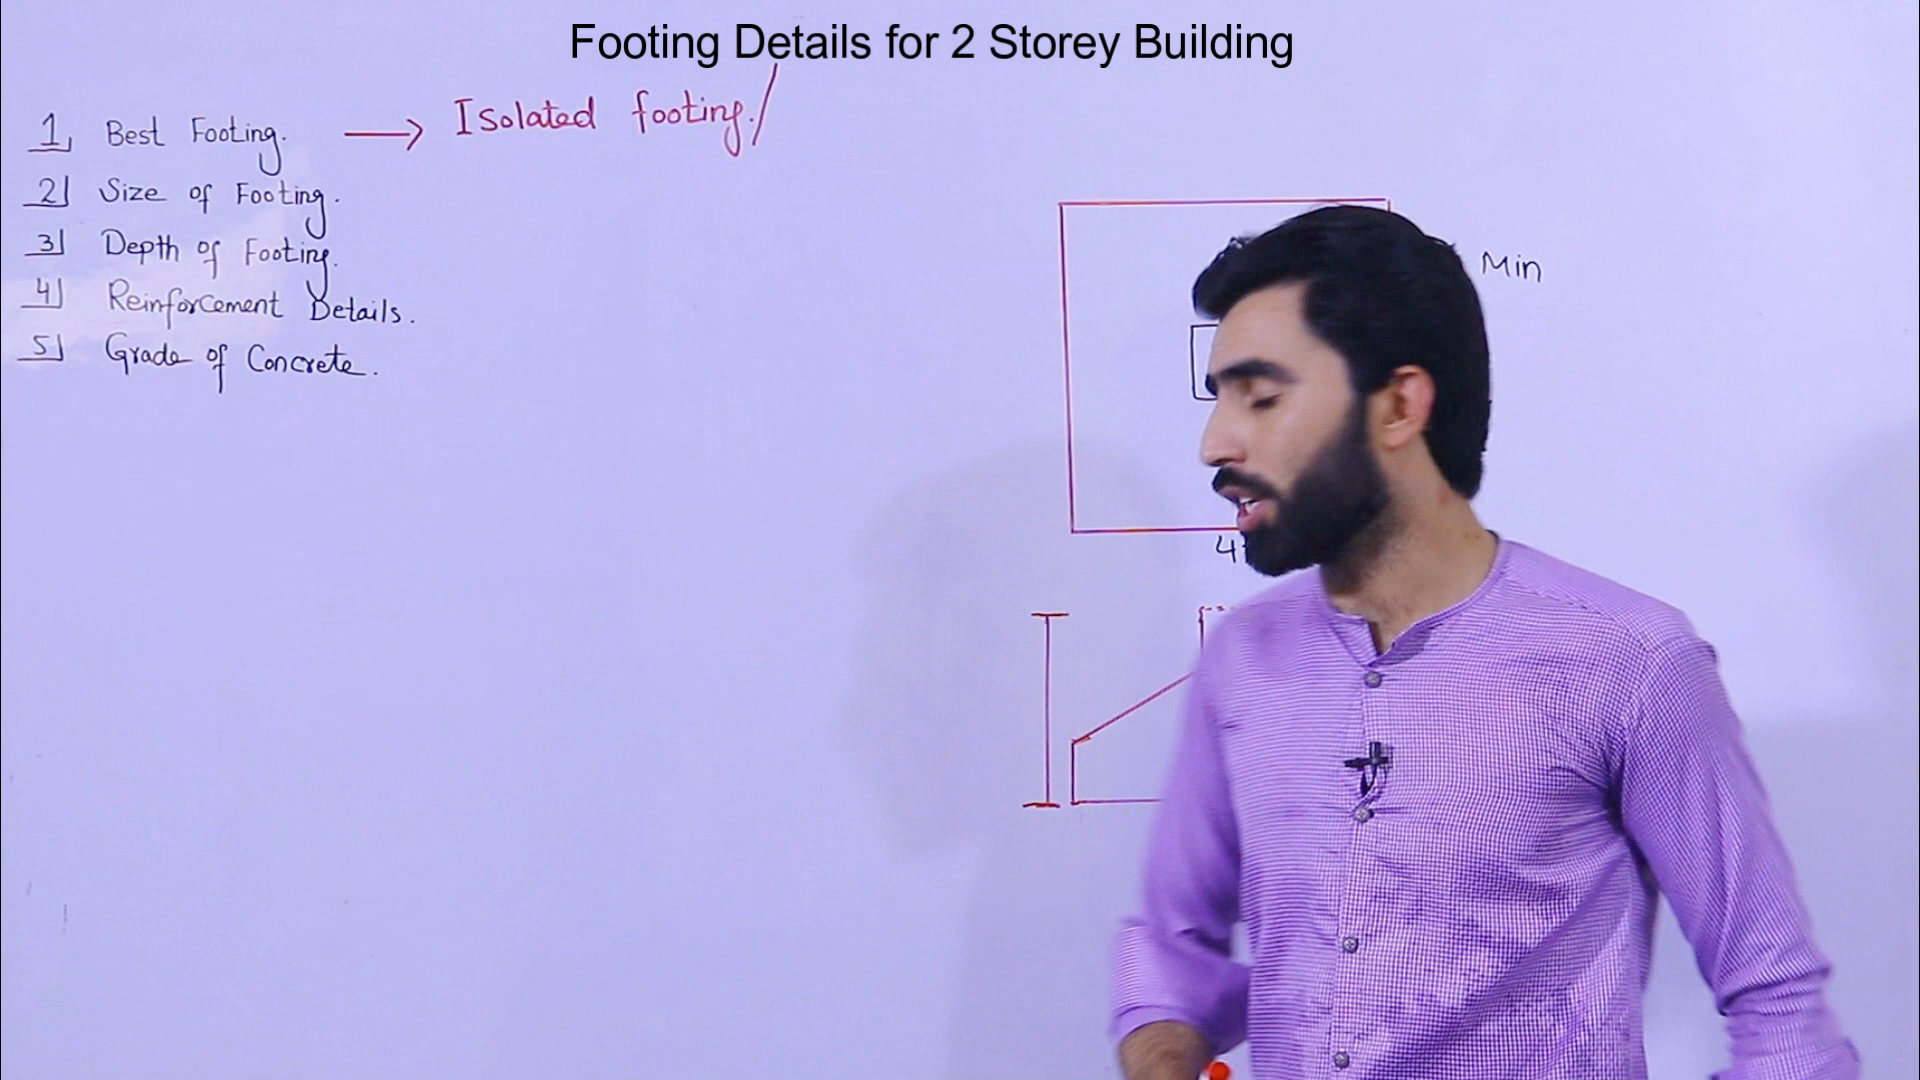 Footing Details for 2 Storey Building
1, Best Footing. → Isolated footing./
2| Size of Footing.
3| Depth of Footing.
4| Reinforcement Details.
5| Grade of Concrete.
Min
4